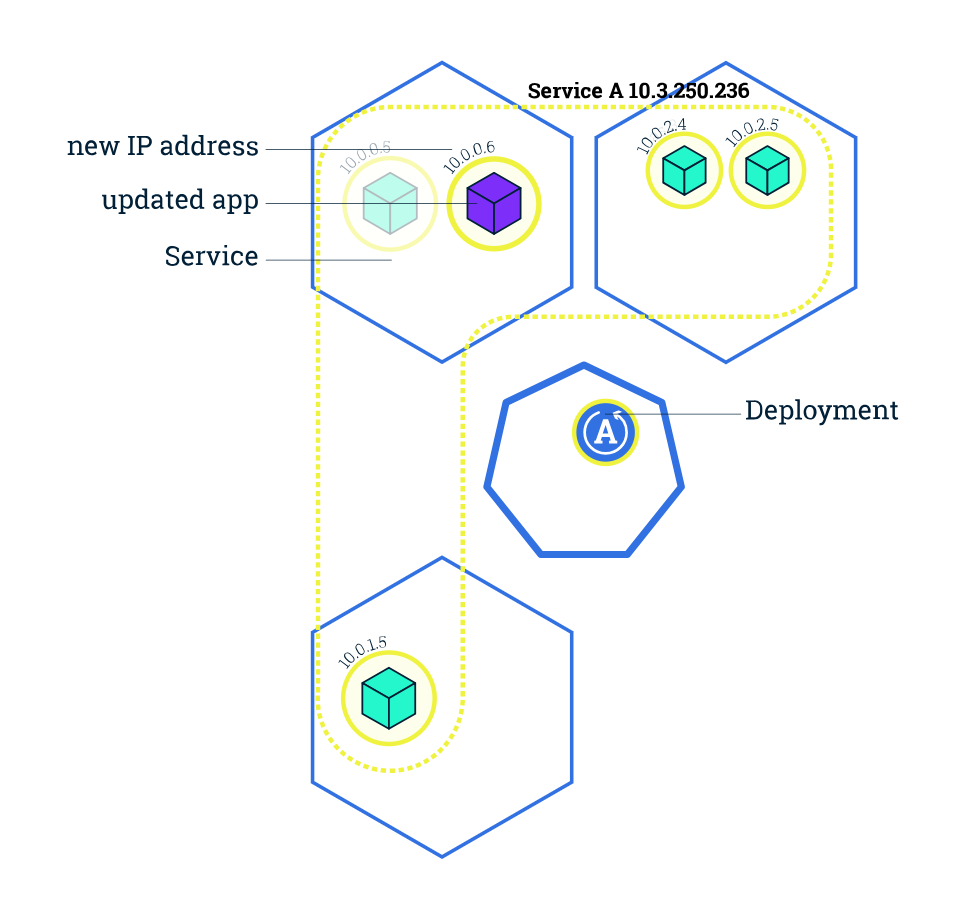 Service A 10.3.250.236
new IP address
10.0.0.5
10.0.0.6
10.0.2.4
10.0.2.5
updated app
Service
A
Deployment
10.0.1.5